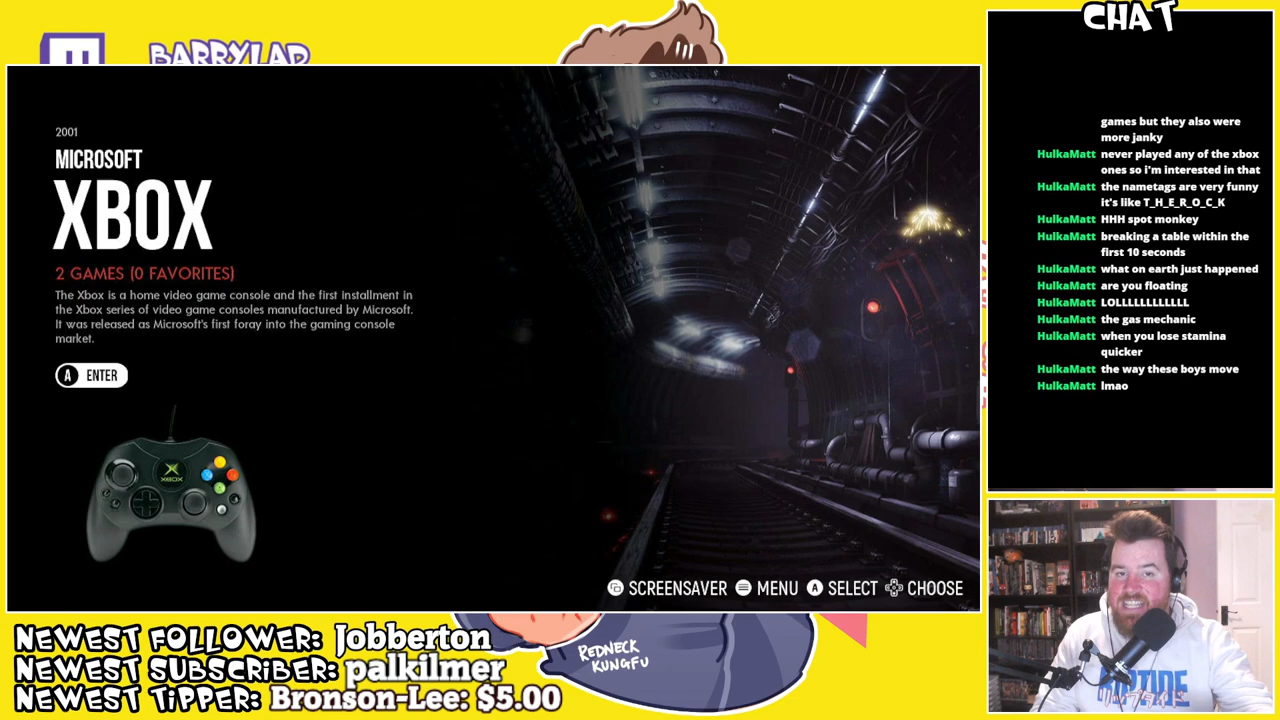 CHAT
BARRYLAD
2001
MICROSOFT
XBOX
2 GAMES (0 FAVORITES)
The Xbox is a home video game console and the first installment in
the Xbox series of video game consoles manufactured by Microsoft.
It was released as Microsoft's first foray into the gaming console
market.
A ENTER
XBOX
SCREENSAVER MENU A SELECT CHOOSE
games but they also were
more janky
HulkaMatt never played any of the xbox
ones so i'm interested in that
HulkaMatt the nametags are very funny
it's like T_H_E_R_O_C_K
HulkaMatt HHH spot monkey
HulkaMatt breaking a table within the
first 10 seconds
HulkaMatt what on earth just happened
HulkaMatt are you floating
HulkaMatt LOLLLLLLLLLLL
HulkaMatt the gas mechanic
HulkaMatt when you lose stamina
quicker
HulkaMatt the way these boys move
HulkaMatt lmao
REDNECK
KUNGFU
NEWEST FOLLOWER: Jobberton
NEWEST SUBSCRIBER: palkilmer
NEWEST TIPPER: Bronson-Lee: $5.00